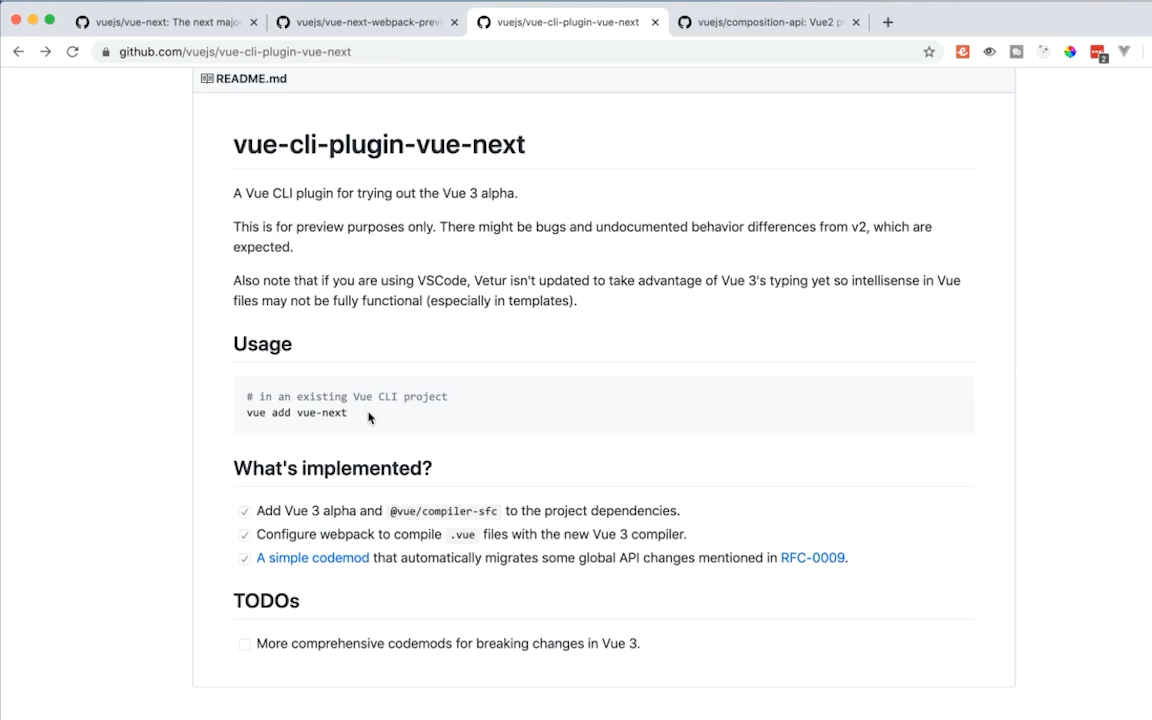 vuejs/vue-next: The next majo
vuejs/vue-next-webpack-prev
vuejs/vue-cli-plugin-vue-next
vuejs/composition-api: Vue2 p
github.com/vuejs/vue-cli-plugin-vue-next
2
README.md
vue-cli-plugin-vue-next
A Vue CLI plugin for trying out the Vue 3 alpha.
This is for preview purposes only. There might be bugs and undocumented behavior differences from v2, which are
expected.
Also note that if you are using VSCode, Vetur isn't updated to take advantage of Vue 3's typing yet so intellisense in Vue
files may not be fully functional (especially in templates).
Usage
# in an existing Vue CLI project
vue add vue-next
What's implemented?
Add Vue 3 alpha and @vue/compiler-sfc to the project dependencies.
Configure webpack to compile .vue files with the new Vue 3 compiler.
A simple codemod that automatically migrates some global API changes mentioned in RFC-0009.
TODOs
More comprehensive codemods for breaking changes in Vue 3.